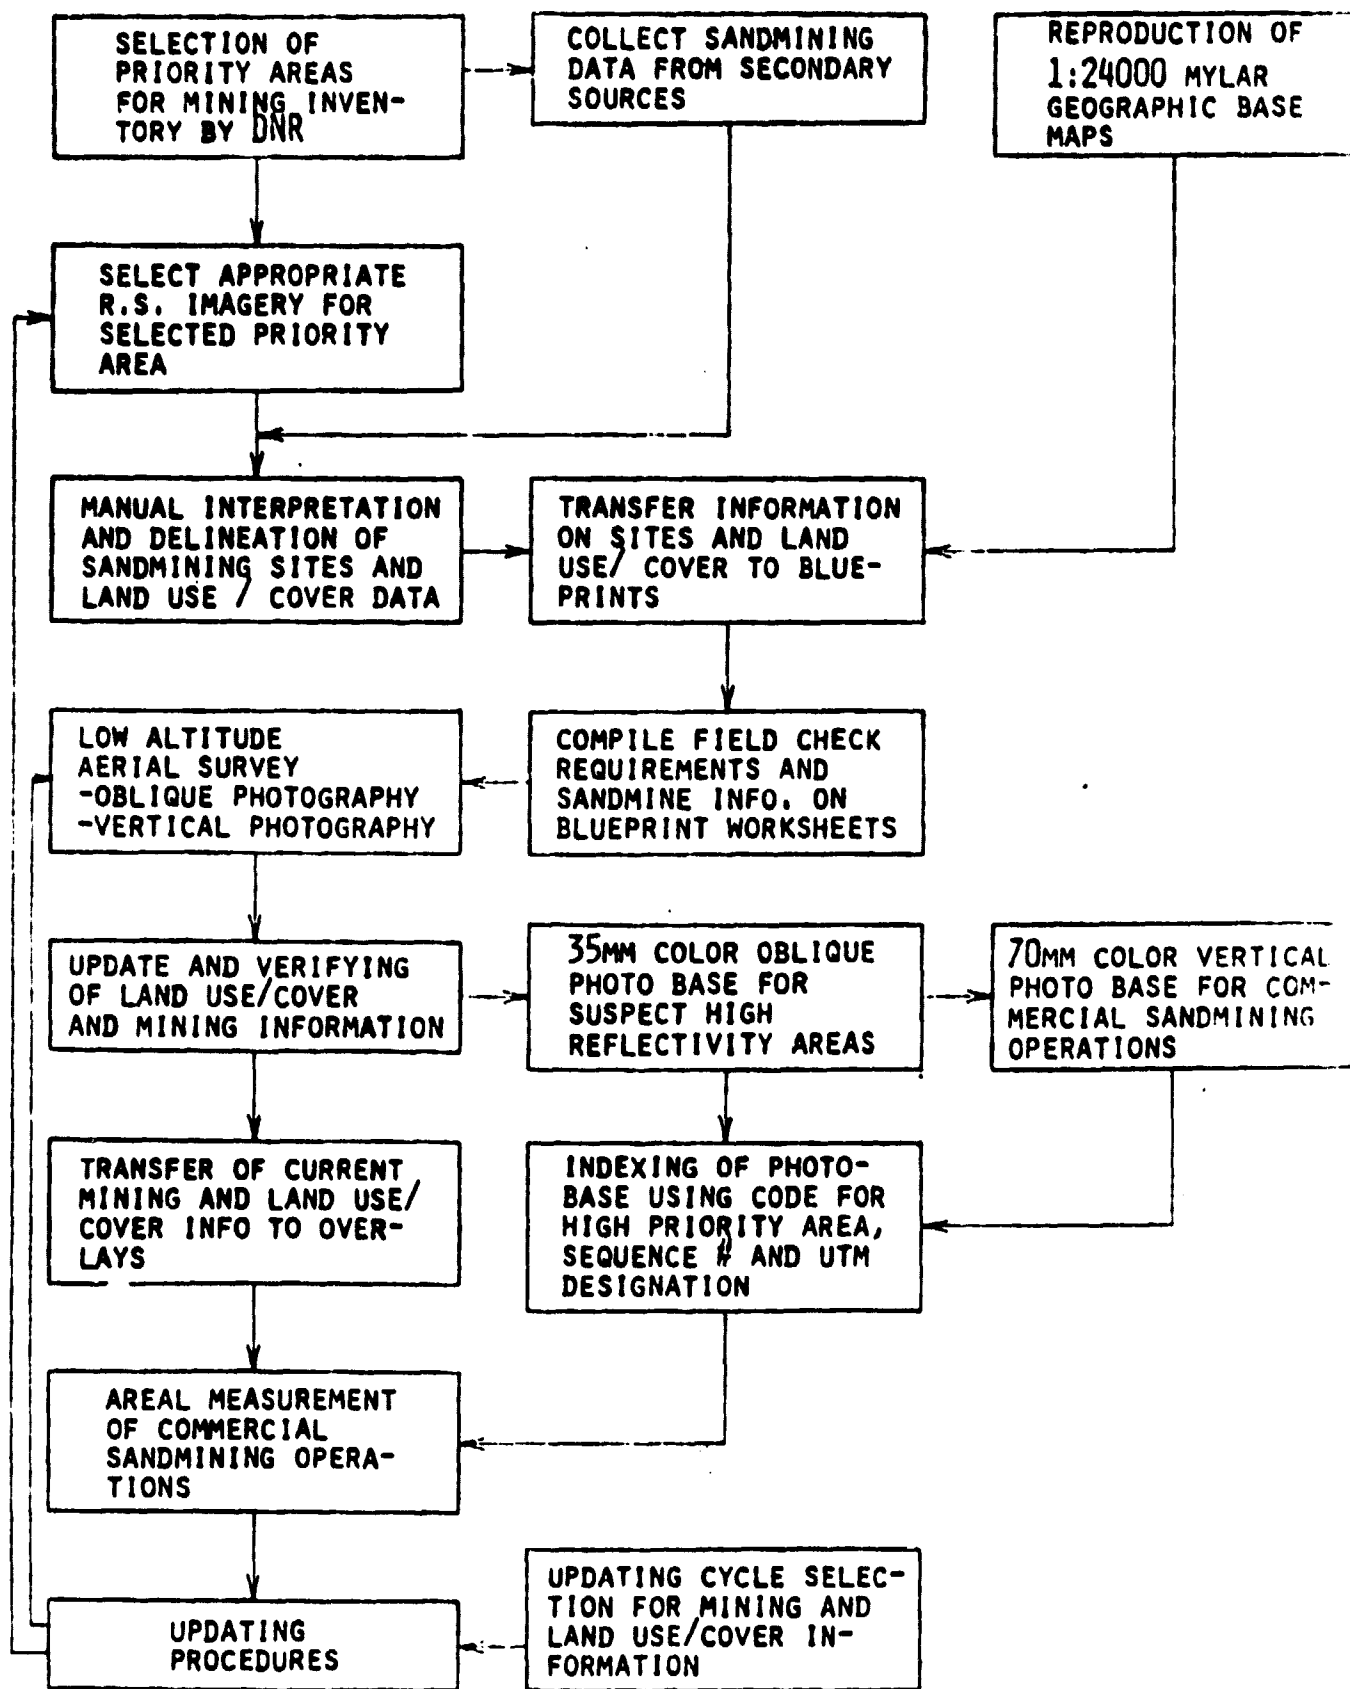 SELECTION OF
PRIORITY AREAS
FOR MINING INVEN-
TORY BY DNR
COLLECT SANDMINING
DATA FROM SECONDARY
SOURCES
REPRODUCTION OF
1:24000 MYLAR
GEOGRAPHIC BASE
MAPS
SELECT APPROPRIATE
R.S. IMAGERY FOR
SELECTED PRIORITY
AREA
MANUAL INTERPRETATION
AND DELINEATION OF
SANDMINING SITES AND
LAND USE / COVER DATA
TRANSFER INFORMATION
ON SITES AND LAND
USE/ COVER TO BLUE-
PRINTS
LOW ALTITUDE
AERIAL SURVEY
-OBLIQUE PHOTOGRAPHY
-VERTICAL PHOTOGRAPHY
COMPILE FIELD CHECK
REQUIREMENTS AND
SANDMINE INFO. ON
BLUEPRINT WORKSHEETS
UPDATE AND VERIFYING
OF LAND USE/COVER
AND MINING INFORMATION
35MM COLOR OBLIQUE
PHOTO BASE FOR
SUSPECT HIGH
REFLECTIVITY AREAS
70MM COLOR VERTICAL
PHOTO BASE FOR COM-
MERCIAL SANDMINING
OPERATIONS
TRANSFER OF CURRENT
MINING AND LAND USE/
COVER INFO TO OVER-
LAYS
INDEXING OF PHOTO-
BASE USING CODE FOR
HIGH PRIORITY AREA,
SEQUENCE # AND UTM
DESIGNATION
AREAL MEASUREMENT
OF COMMERCIAL
SANDMINING OPERA-
TIONS
UPDATING
PROCEDURES
UPDATING CYCLE SELEC-
TION FOR MINING AND
LAND USE/COVER IN-
FORMATION